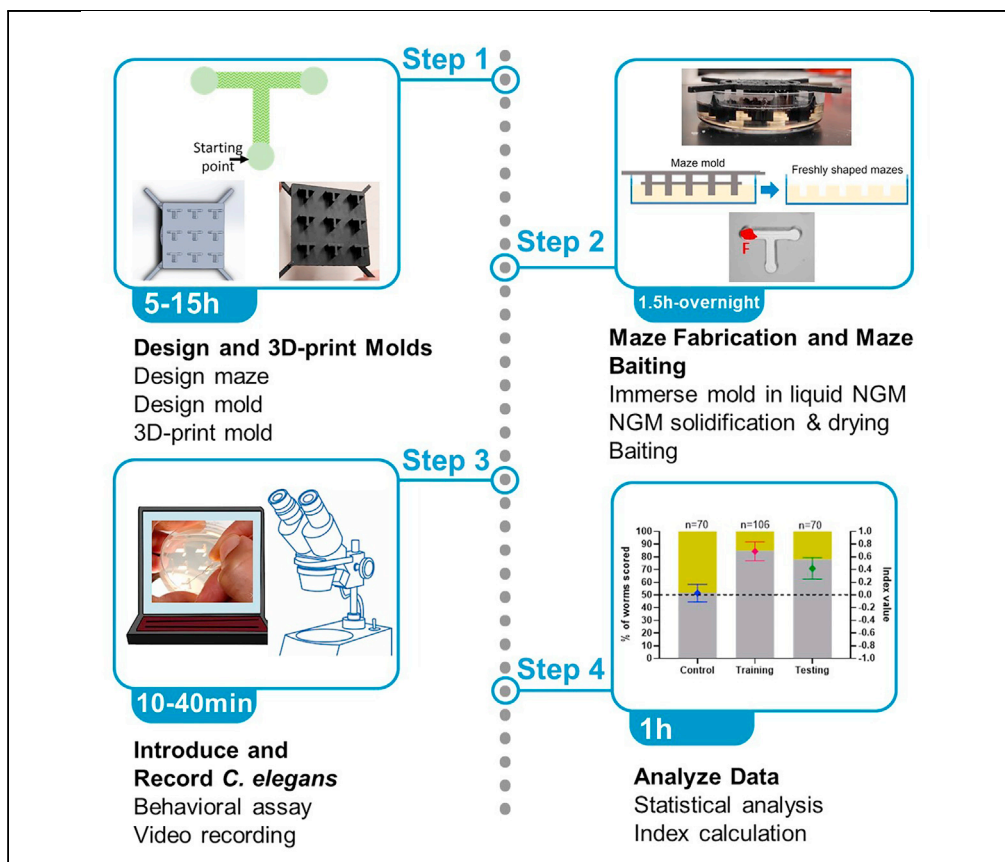 Step 1
Starting
point
5-15h
Design and 3D-print Molds
Design maze
Design mold
3D-print mold
Step 2
Maze mold
Freshly shaped mazes
F
1.5h-overnight
Maze Fabrication and Maze
Baiting
Immerse mold in liquid NGM
NGM solidification & drying
Baiting
Step 3
10-40min
Introduce and
Record C. elegans
Behavioral assay
Video recording
Step 4
n=70 n=106 n=70
% of worms scored
100
90
80
70
60
50
40
30
20
10
0
1.0
0.8
0.6
0.4
0.2
0.0
-0.2
-0.4
-0.6
-0.8
-1.0
Index value
Control Training Testing
1h
Analyze Data
Statistical analysis
Index calculation